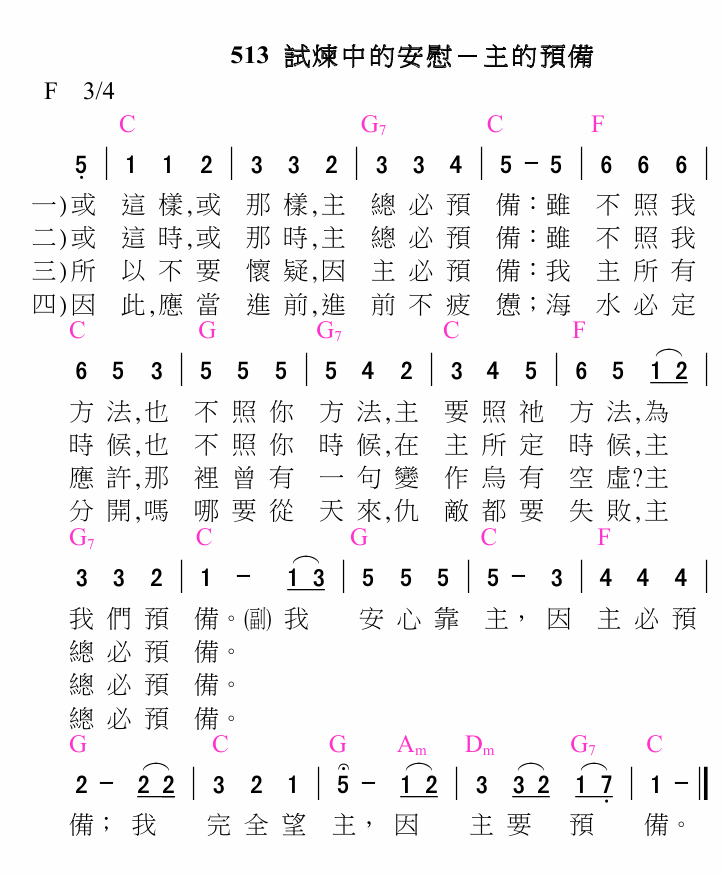 513 試煉中的安慰－主的預備
F 3/4
C G7 C F
5̣ | 1 1 2 | 3 3 2 | 3 3 4 | 5 － 5 | 6 6 6 |
一)或 這 樣,或 那 樣,主 總 必 預 備：雖 不 照 我
二)或 這 時,或 那 時,主 總 必 預 備：雖 不 照 我
三)所 以 不 要 懷 疑,因 主 必 預 備：我 主 所 有
四)因 此,應 當 進 前,進 前 不 疲 憊；海 水 必 定
C G G7 C F
6 5 3 | 5 5 5 | 5 4 2 | 3 4 5 | 6 5 1 2
方 法,也 不 照 你 方 法,主 要 照 祂 方 法,為
時 候,也 不 照 你 時 候,在 主 所 定 時 候,主
應 許,那 裡 曾 有 一 句 變 作 烏 有 空 虛?主
分 開,嗎 哪 要 從 天 來,仇 敵 都 要 失 敗,主
G7 C G C F
3 3 2 | 1 － 1 3 | 5 5 5 | 5 － 3 | 4 4 4 |
我 們 預 備。(副) 我 安 心 靠 主， 因 主 必 預
總 必 預 備。
總 必 預 備。
總 必 預 備。
G C G Am Dm G7 C
2 － 2 2 | 3 2 1 | 5̣ － 1 2 | 3 3 2 1 7̣ | 1 － ‖
備； 我 完 全 望 主， 因 主 要 預 備。